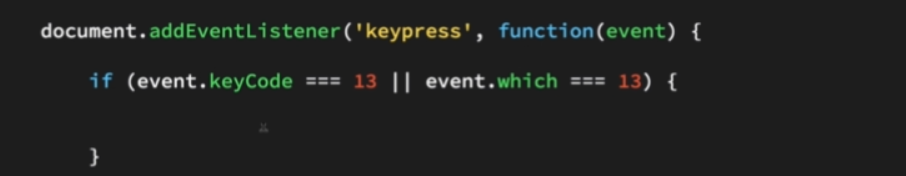 document.addEventListener('keypress', function(event) {
if (event.keyCode === 13 || event.which === 13) {
}